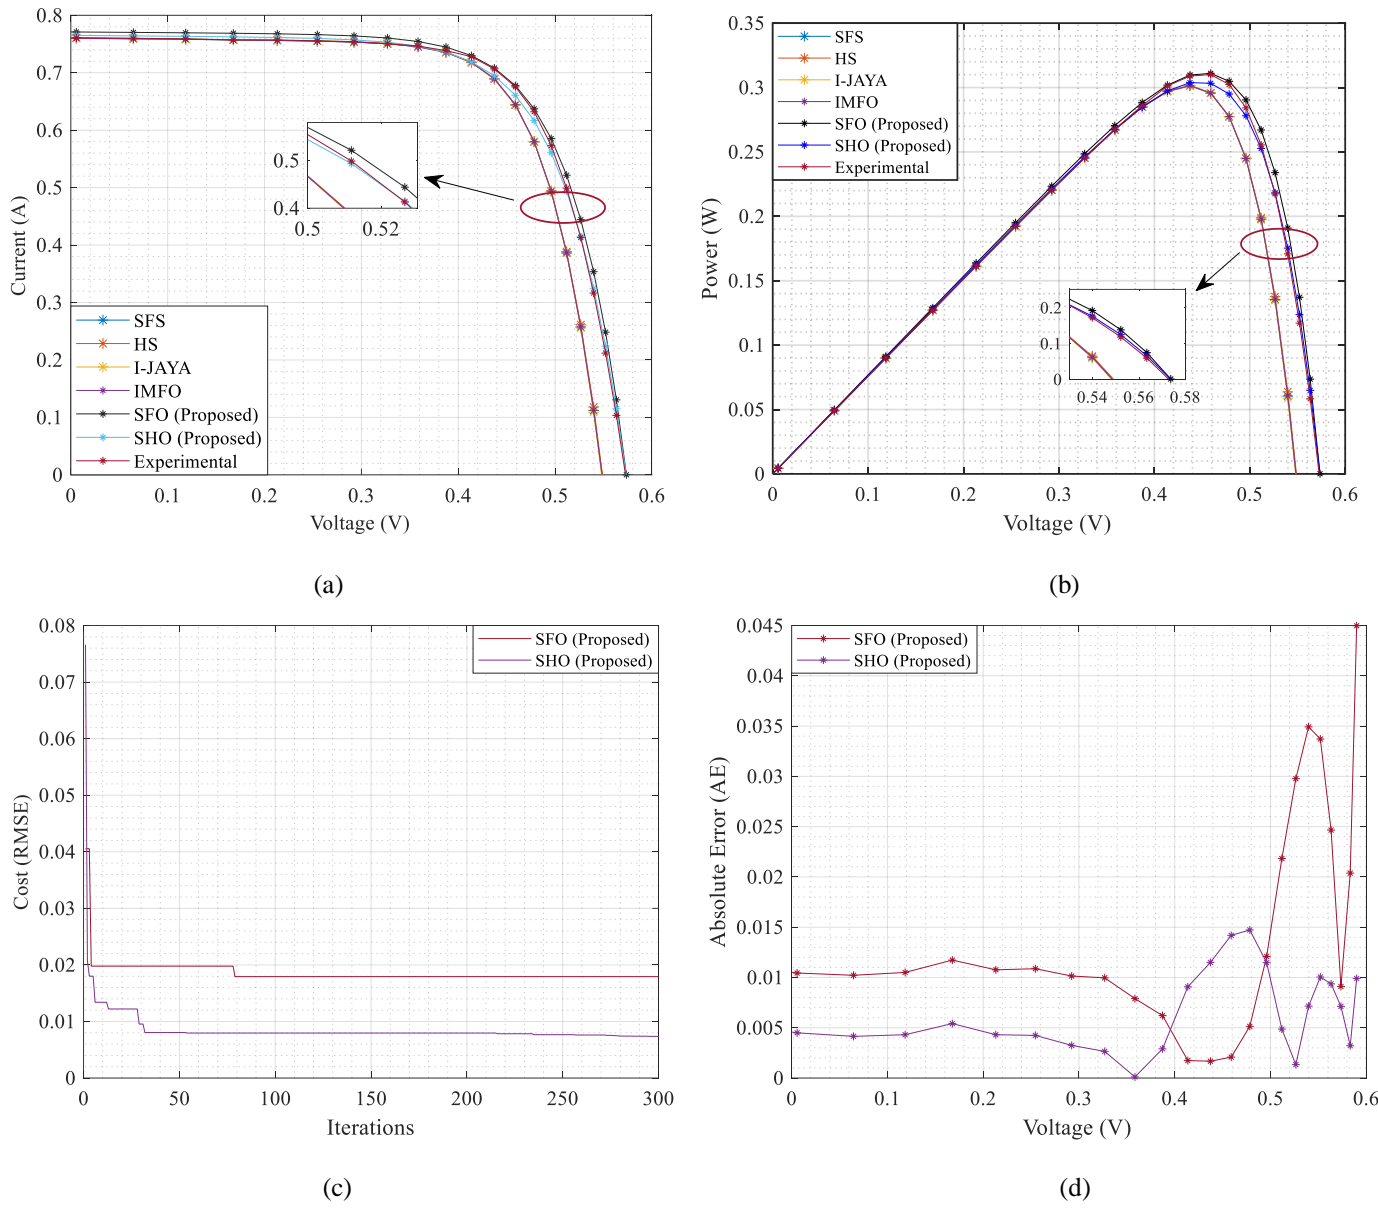 0.8
0.7
0.6
0.5
0.4
0.3
0.2
0.1
0
Current (A)
0.5
0.4
0.5
0.52
SFS
HS
I-JAYA
IMFO
SFO (Proposed)
SHO (Proposed)
Experimental
0
0.1
0.2
0.3
0.4
0.5
0.6
Voltage (V)
(a)
0.35
0.3
0.25
0.2
0.15
0.1
0.05
0
Power (W)
SFS
HS
I-JAYA
IMFO
SFO (Proposed)
SHO (Proposed)
Experimental
0.2
0.1
0
0.54
0.56
0.58
0
0.1
0.2
0.3
0.4
0.5
0.6
Voltage (V)
(b)
0.08
0.07
0.06
0.05
0.04
0.03
0.02
0.01
0
Cost (RMSE)
SFO (Proposed)
SHO (Proposed)
0
50
100
150
200
250
300
Iterations
(c)
0.045
0.04
0.035
0.03
0.025
0.02
0.015
0.01
0.005
0
Absolute Error (AE)
SFO (Proposed)
SHO (Proposed)
0
0.1
0.2
0.3
0.4
0.5
0.6
Voltage (V)
(d)